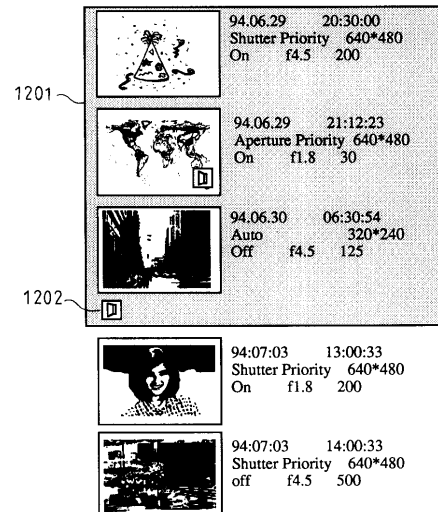 94.06.29 20:30:00
Shutter Priority 640*480
On f4.5 200
1201
94.06.29 21:12:23
Aperture Priority 640*480
On f1.8 30
94.06.30 06:30:54
Auto 320*240
Off f4.5 125
1202
94:07:03 13:00:33
Shutter Priority 640*480
On f1.8 200
94:07:03 14:00:33
Shutter Priority 640*480
off f4.5 500